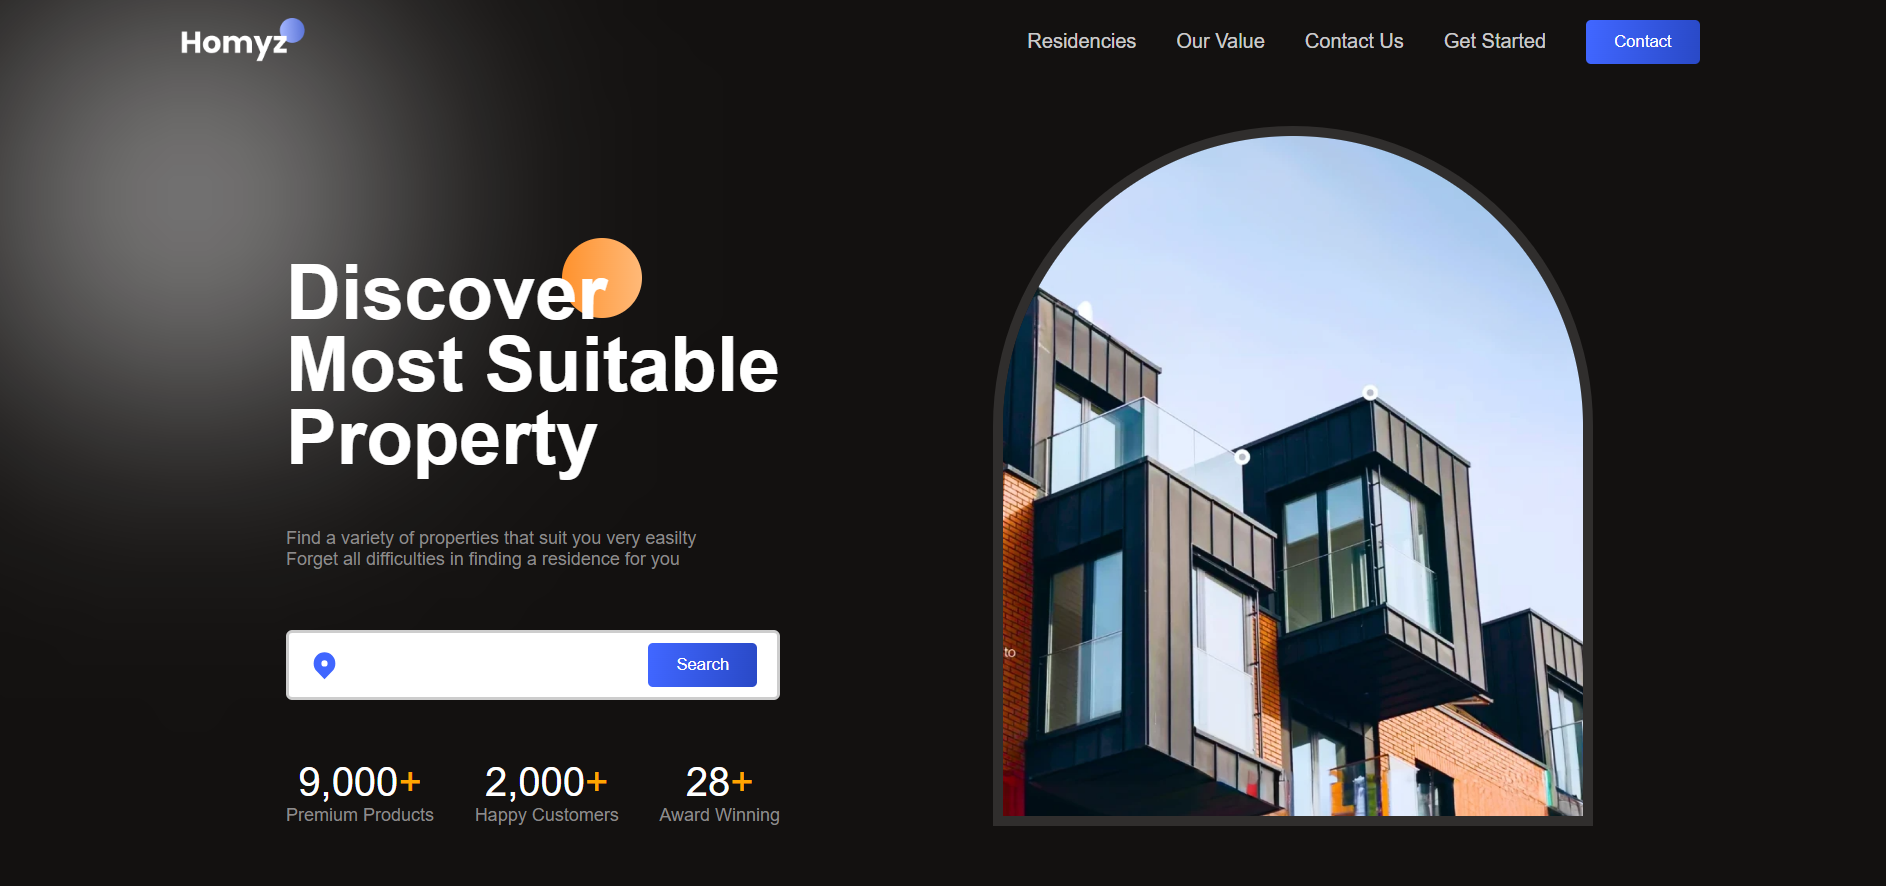 Homyz
Residencies
Our Value
Contact Us
Get Started
Contact
Discover
Most Suitable
Property
Find a variety of properties that suit you very easilty
Forget all difficulties in finding a residence for you
Search
9,000+
Premium Products
2,000+
Happy Customers
28+
Award Winning
to